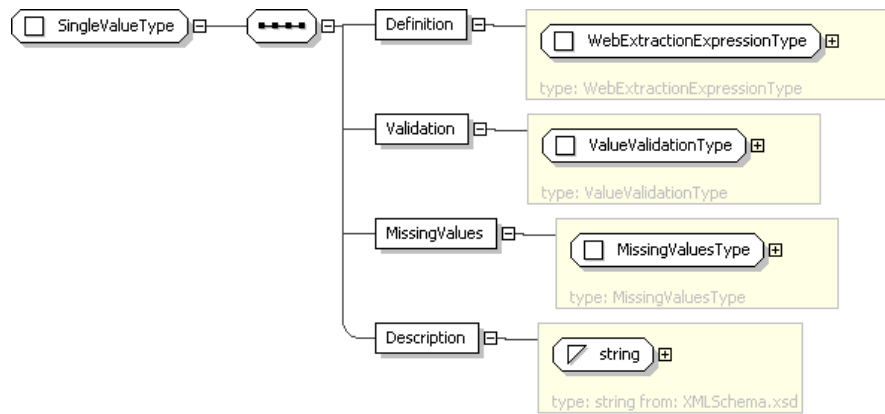 SingleValueType
Definition
WebExtractionExpressionType
type: WebExtractionExpressionType
Validation
ValueValidationType
type: ValueValidationType
MissingValues
MissingValuesType
type: MissingValuesType
Description
string
type: string from: XMLSchema.xsd